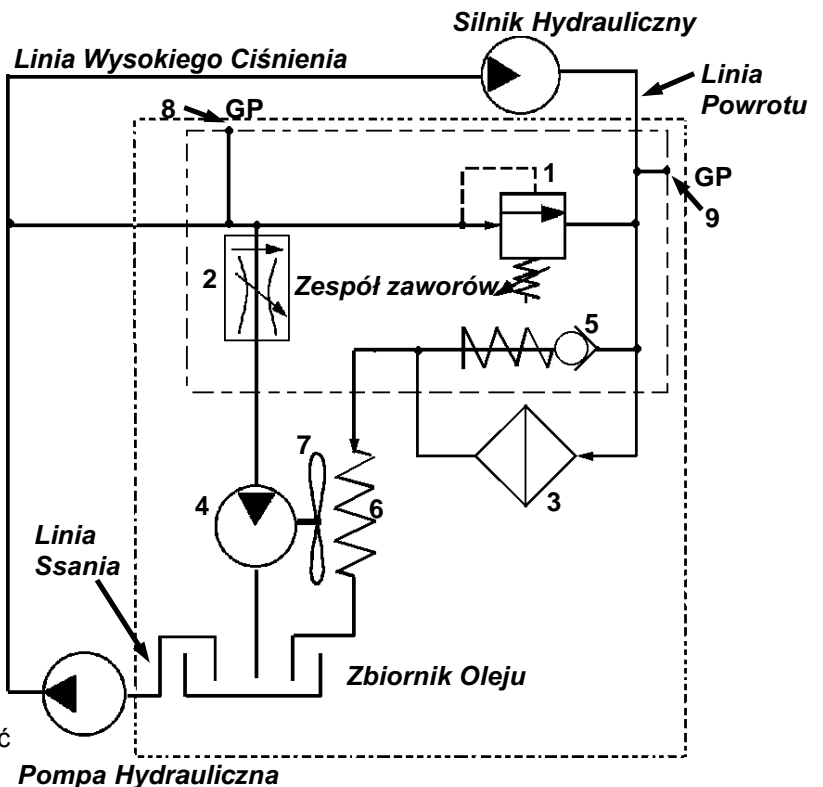 Silnik Hydrauliczny
Linia Wysokiego Ciśnienia
Linia
Powrotu
8 GP
1
GP
9
2
Zespół zaworów
5
7
4
6
3
Linia
Ssania
Zbiornik Oleju
ć
Pompa Hydrauliczna